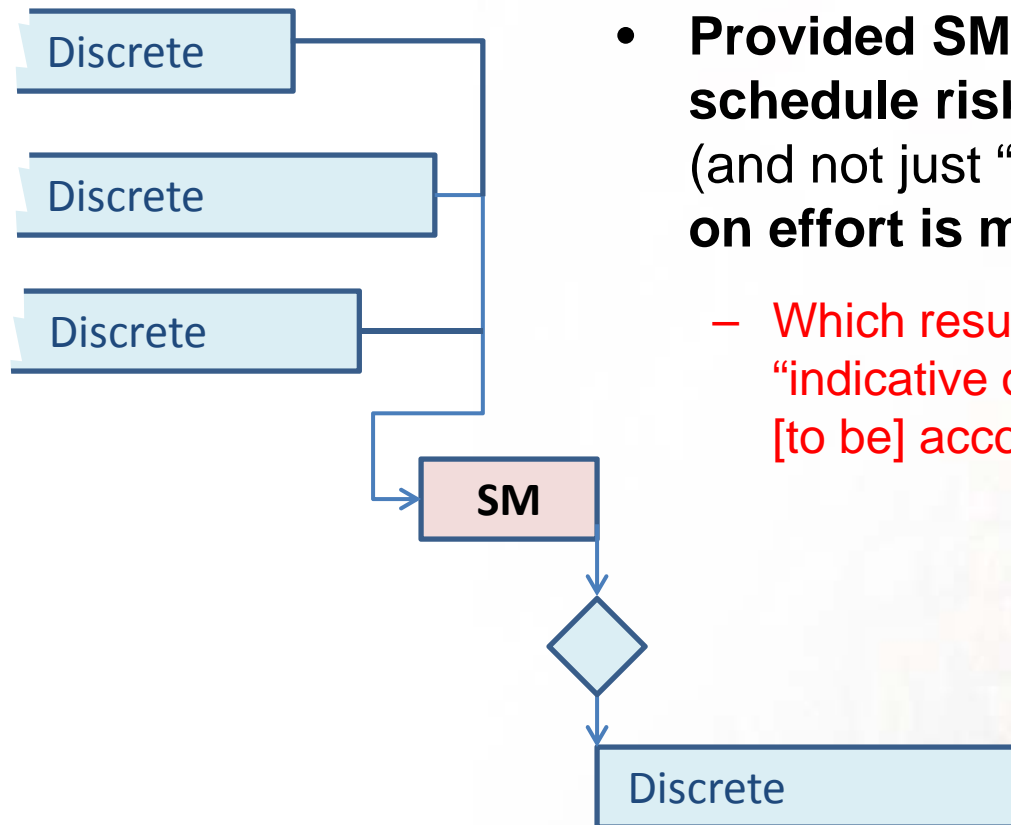 Discrete
Discrete
Discrete
SM
Discrete
• Provided SM
schedule risk
(and not just “
on effort is m
– Which resu
“indicative
[to be] acco